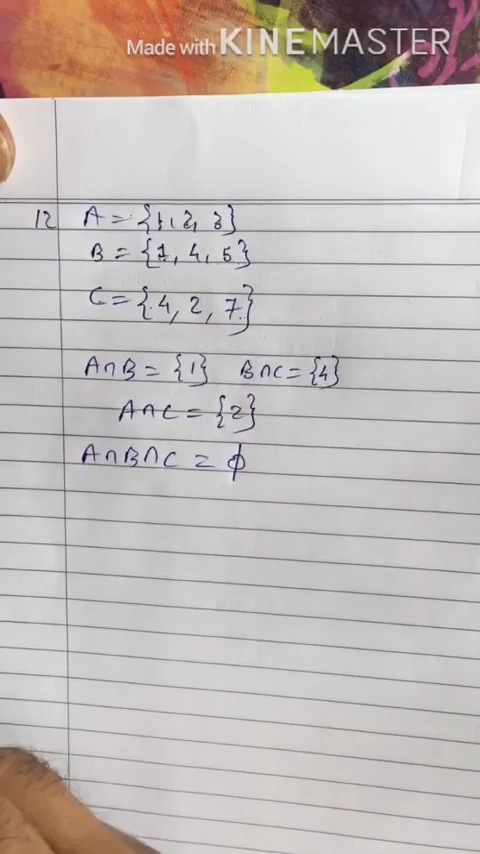 Made with KINEMASTER
12 A = {1, 2, 3}
B = {1, 4, 5}
C = {4, 2, 7}
A∩B = {1} B∩C = {4}
A∩C = {2}
A∩B∩C = ϕ